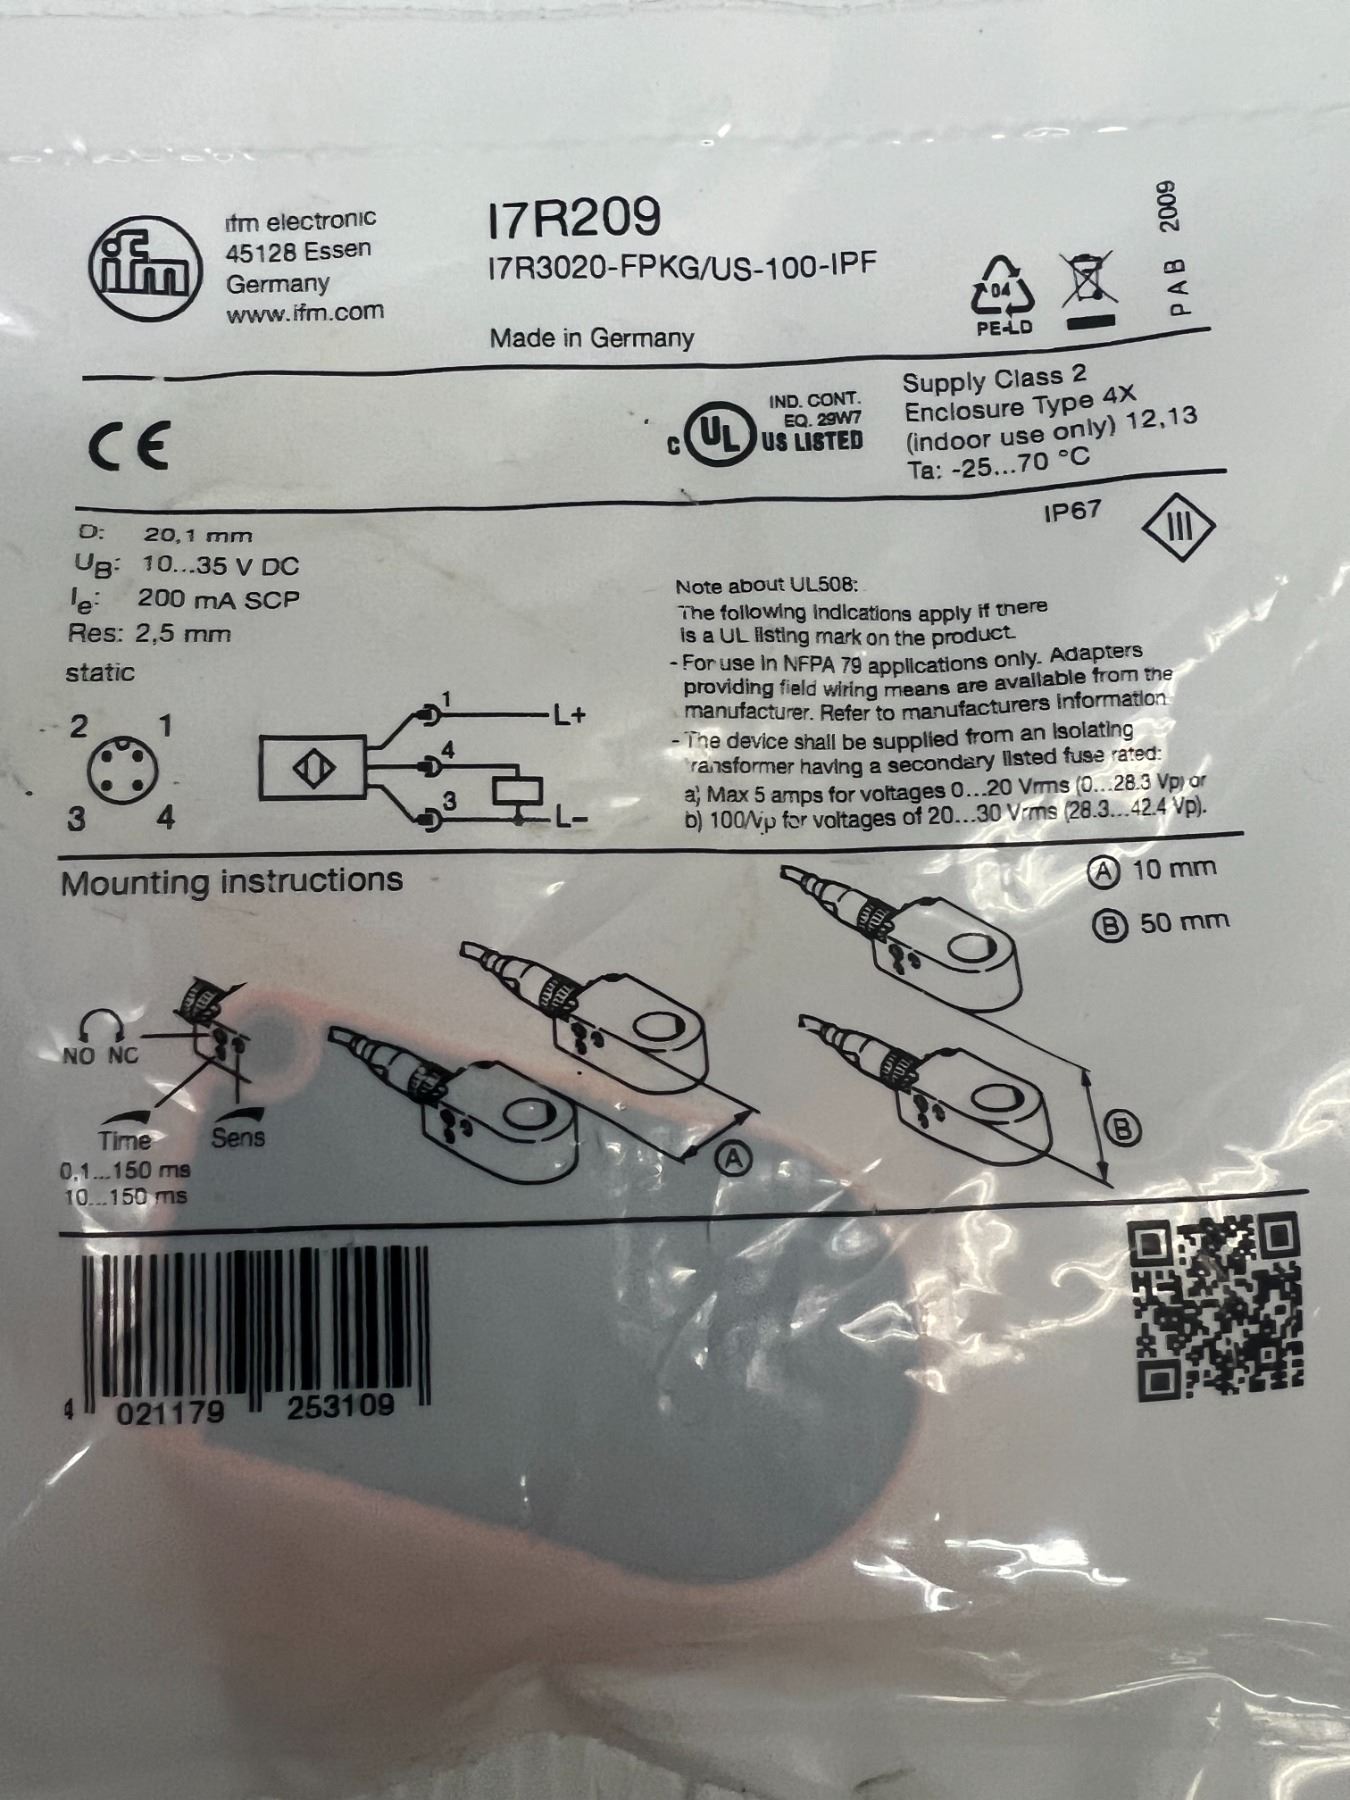 ifm
ifm electronic
45128 Essen
Germany
www.ifm.com
I7R209
I7R3020-FPKG/US-100-IPF
Made in Germany
04
PE-LD
PAB 2009
CE
C UL US LISTED
IND. CONT.
EQ. 29W7
Supply Class 2
Enclosure Type 4X
(indoor use only) 12,13
Ta: -25...70 °C
D: 20,1 mm
UB: 10...35 V DC
Ie: 200 mA SCP
Res: 2,5 mm
static
IP67
III
2 1
3 4
1 L+
4
3 L-
Note about UL508:
The following indications apply if there
is a UL listing mark on the product.
- For use in NFPA 79 applications only. Adapters
providing field wiring means are available from the
manufacturer. Refer to manufacturers information
- The device shall be supplied from an isolating
transformer having a secondary listed fuse rated:
a) Max 5 amps for voltages 0...20 Vrms (0...28.3 Vp) or
b) 100/Vp for voltages of 20...30 Vrms (28.3...42.4 Vp).
Mounting instructions
A 10 mm
B 50 mm
NO NC
Time
Sens
0,1...150 ms
10...150 ms
A
B
4 021179 253109